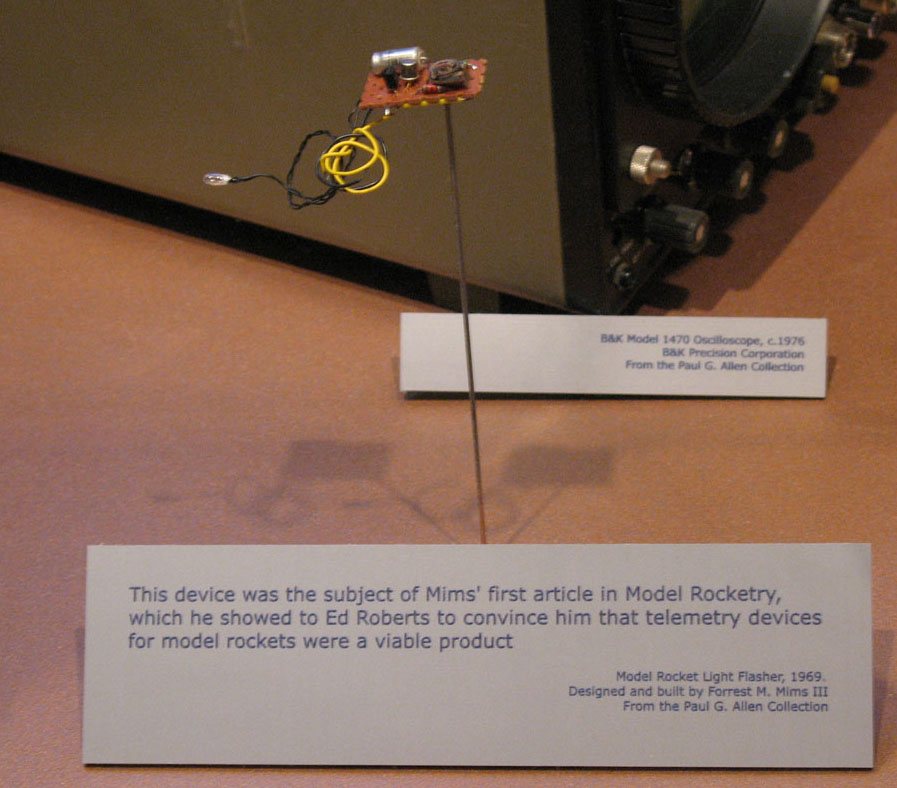 B&K Model 1470 Oscilloscope, c.1976
B&K Precision Corporation
From the Paul G. Allen Collection
This device was the subject of Mims' first article in Model Rocketry,
which he showed to Ed Roberts to convince him that telemetry devices
for model rockets were a viable product
Model Rocket Light Flasher, 1969.
Designed and built by Forrest M. Mims III
From the Paul G. Allen Collection